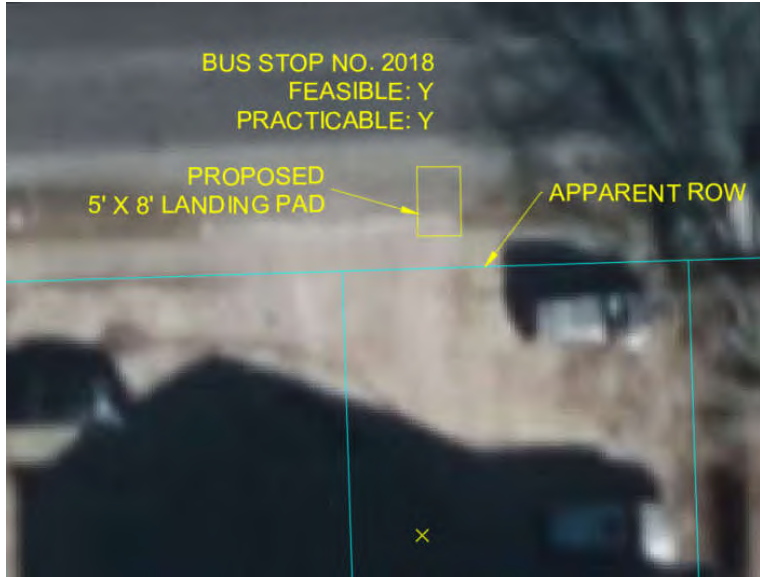 BUS STOP NO. 2018
FEASIBLE: Y
PRACTICABLE: Y
PROPOSED
5' X 8' LANDING PAD
APPARENT ROW